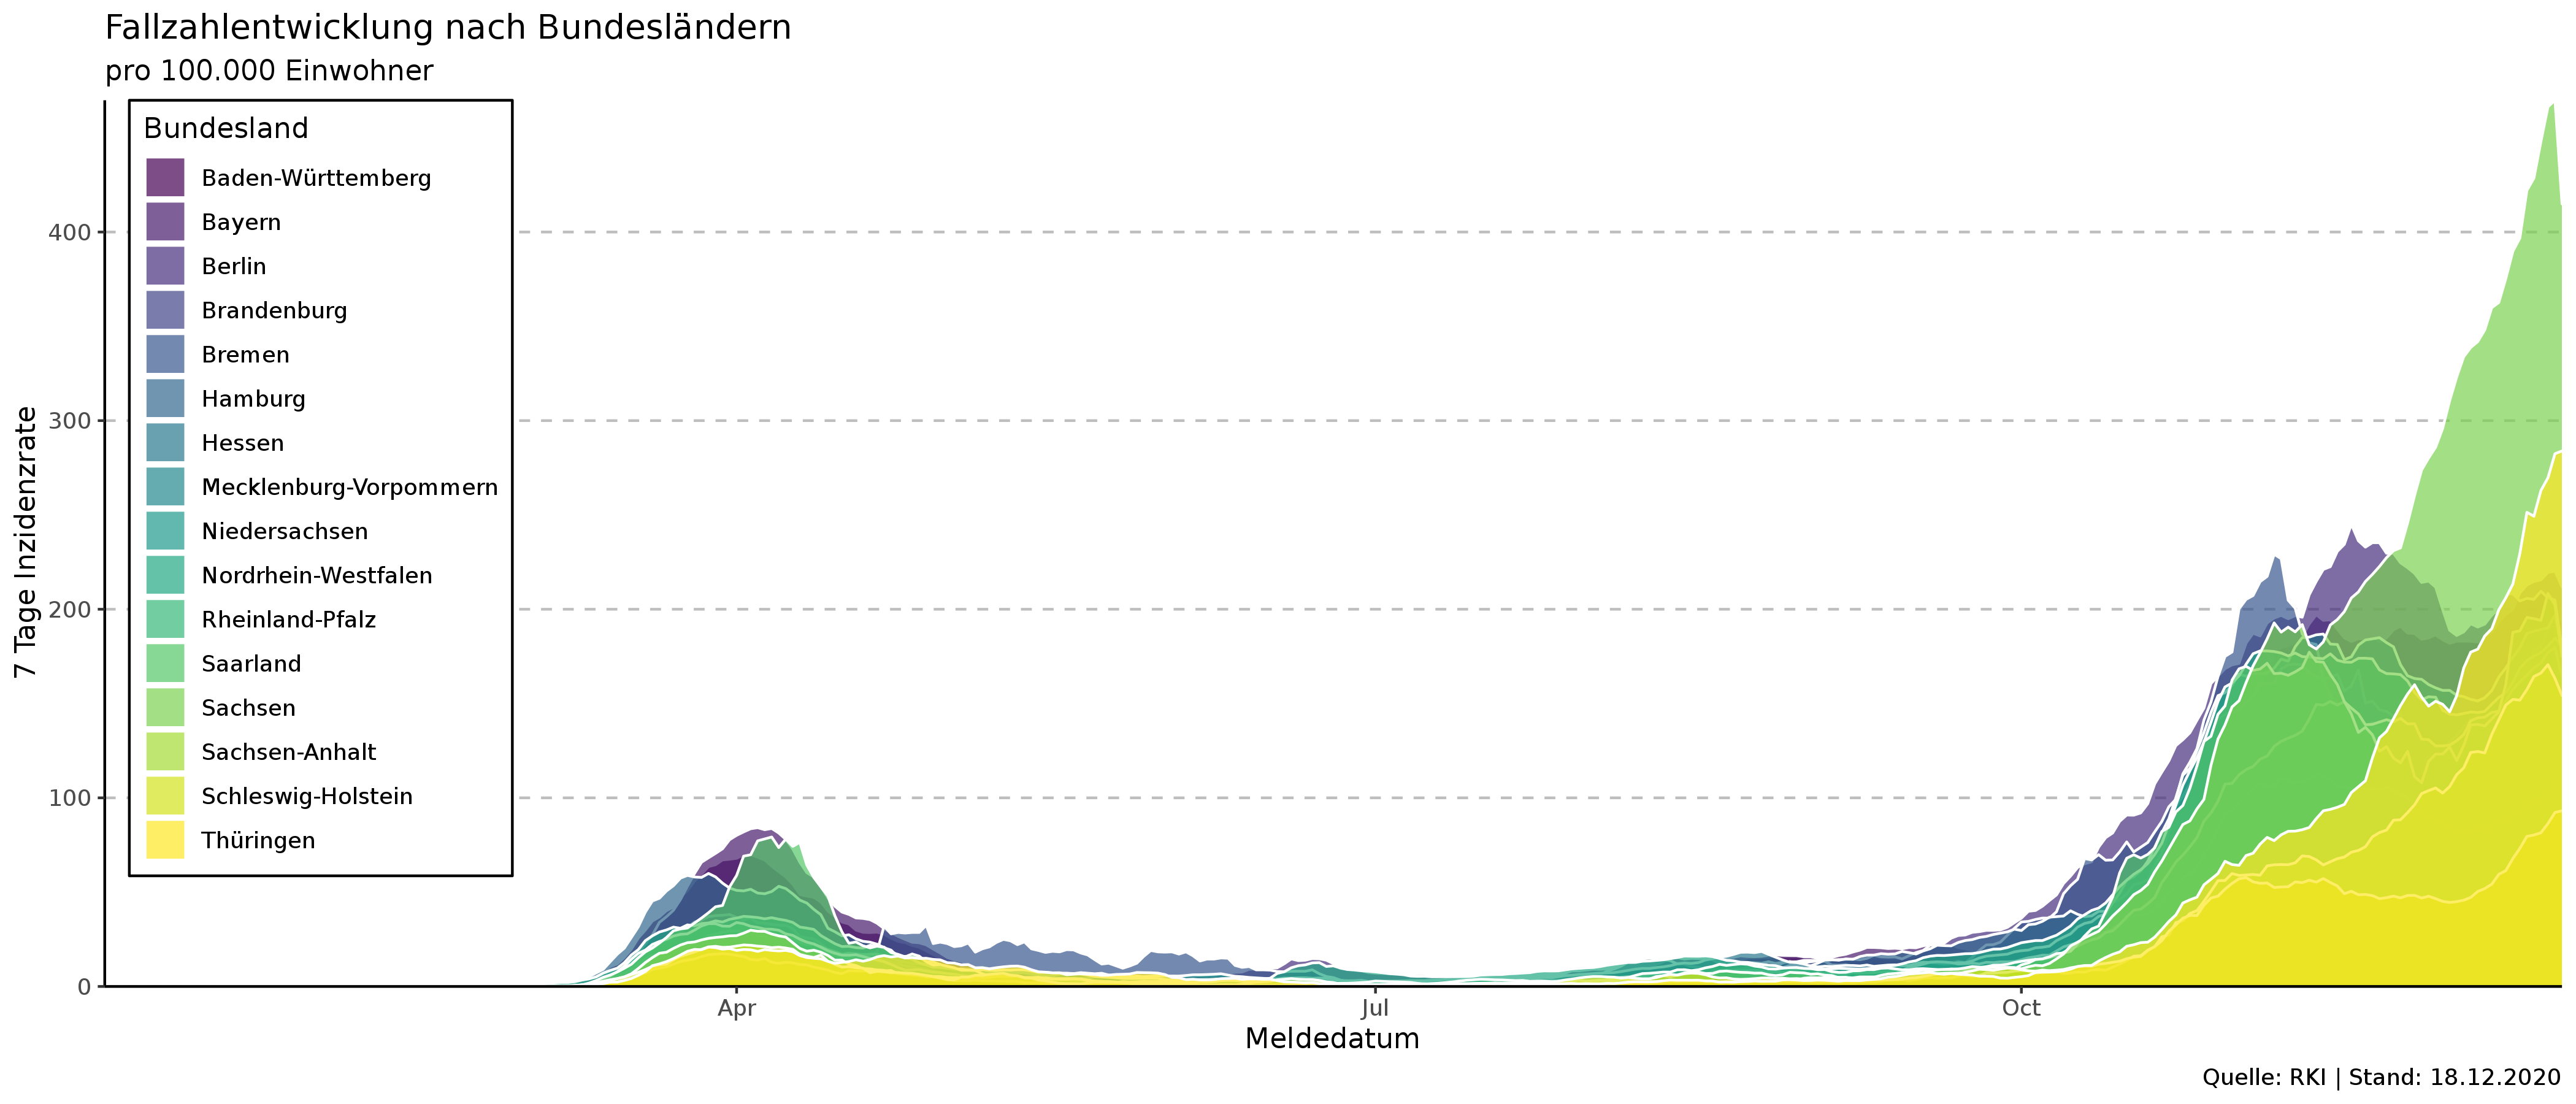 Fallzahlentwicklung nach Bundesländern
pro 100.000 Einwohner
Bundesland
Baden-Württemberg
Bayern
Berlin
Brandenburg
Bremen
Hamburg
Hessen
Mecklenburg-Vorpommern
Niedersachsen
Nordrhein-Westfalen
Rheinland-Pfalz
Saarland
Sachsen
Sachsen-Anhalt
Schleswig-Holstein
Thüringen
7 Tage Inzidenzrate
400
300
200
100
0
Apr
Jul
Oct
Meldedatum
Quelle: RKI | Stand: 18.12.2020